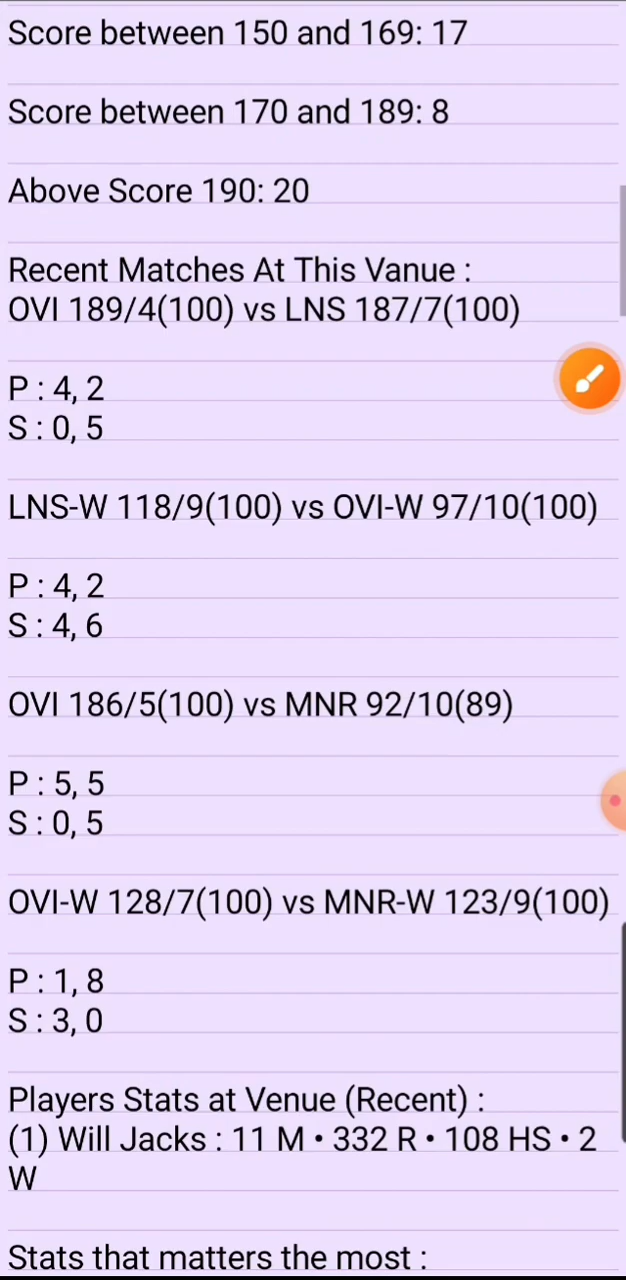 Score between 150 and 169: 17
Score between 170 and 189: 8
Above Score 190: 20
Recent Matches At This Vanue :
OVI 189/4(100) vs LNS 187/7(100)
P : 4, 2
S : 0, 5
LNS-W 118/9(100) vs OVI-W 97/10(100)
P : 4, 2
S : 4, 6
OVI 186/5(100) vs MNR 92/10(89)
P : 5, 5
S : 0, 5
OVI-W 128/7(100) vs MNR-W 123/9(100)
P : 1, 8
S : 3, 0
Players Stats at Venue (Recent) :
(1) Will Jacks : 11 M • 332 R • 108 HS • 2
W
Stats that matters the most :